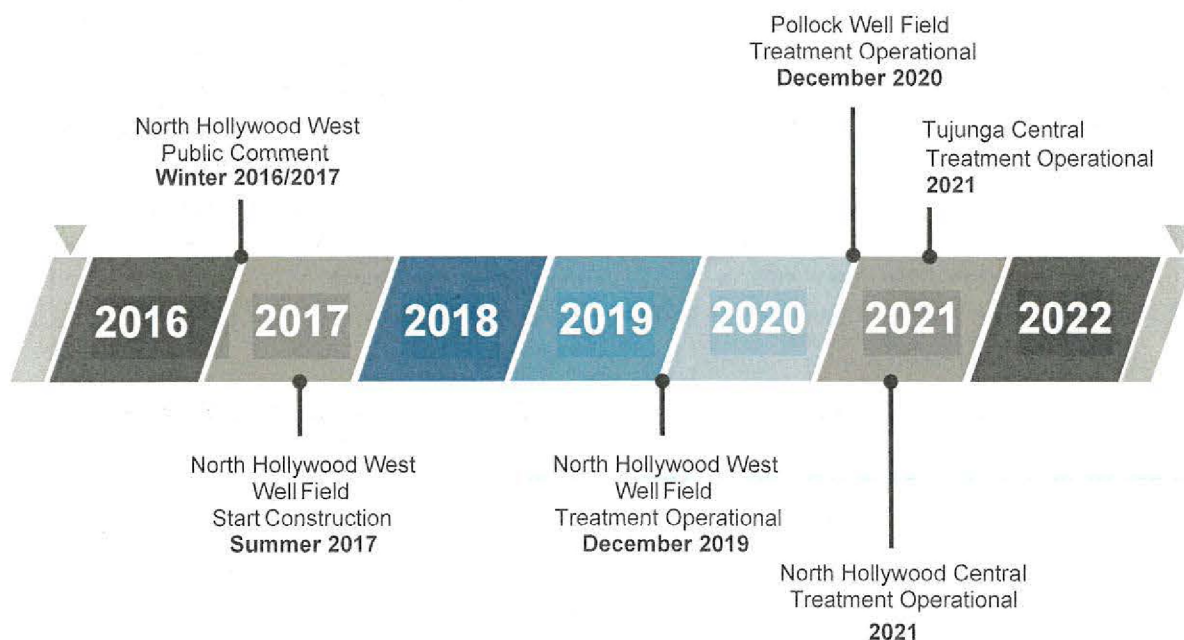 Pollock Well Field
Treatment Operational
December 2020
North Hollywood West
Public Comment
Winter 2016/2017
Tujunga Central
Treatment Operational
2021
2016
2017
2018
2019
2020
2021
2022
North Hollywood West
Well Field
Start Construction
Summer 2017
North Hollywood West
Well Field
Treatment Operational
December 2019
North Hollywood Central
Treatment Operational
2021